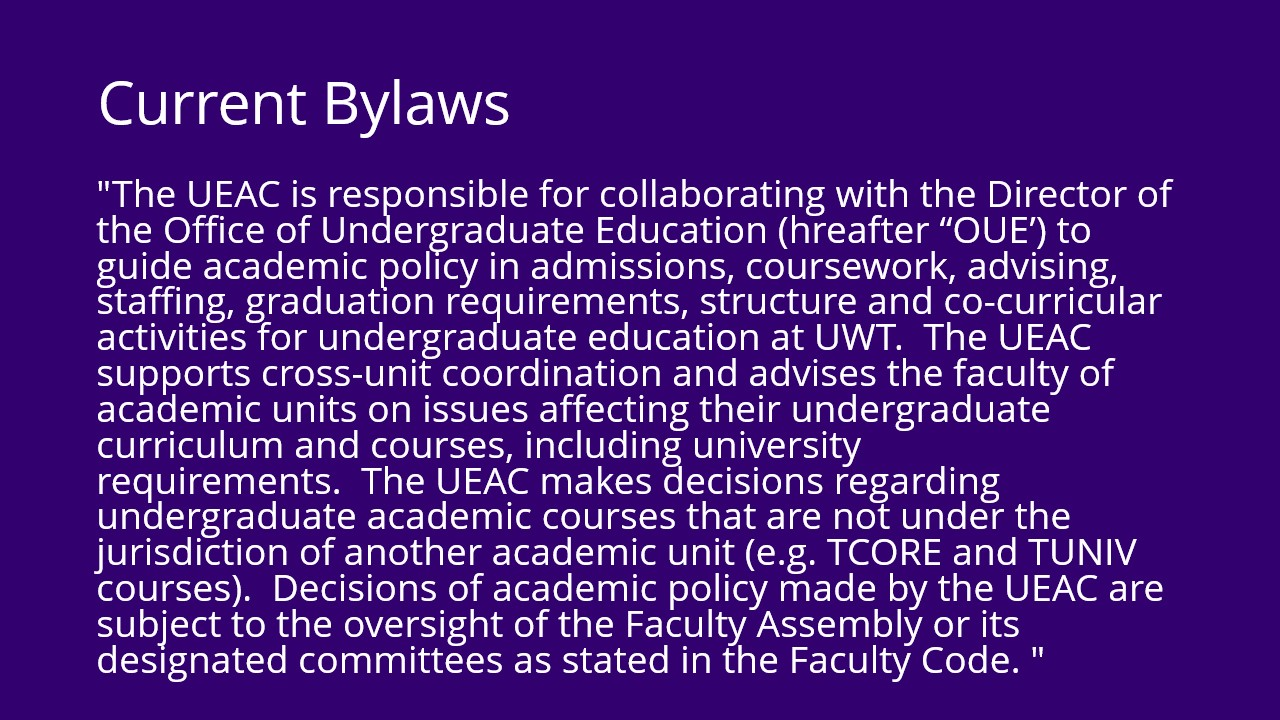 Current Bylaws
"The UEAC is responsible for collaborating with the Director of
the Office of Undergraduate Education (hreafter “OUE’) to
guide academic policy in admissions, coursework, advising,
staffing, graduation requirements, structure and co-curricular
activities for undergraduate education at UWT.  The UEAC
supports cross-unit coordination and advises the faculty of
academic units on issues affecting their undergraduate
curriculum and courses, including university
requirements.  The UEAC makes decisions regarding
undergraduate academic courses that are not under the
jurisdiction of another academic unit (e.g. TCORE and TUNIV
courses).  Decisions of academic policy made by the UEAC are
subject to the oversight of the Faculty Assembly or its
designated committees as stated in the Faculty Code. "